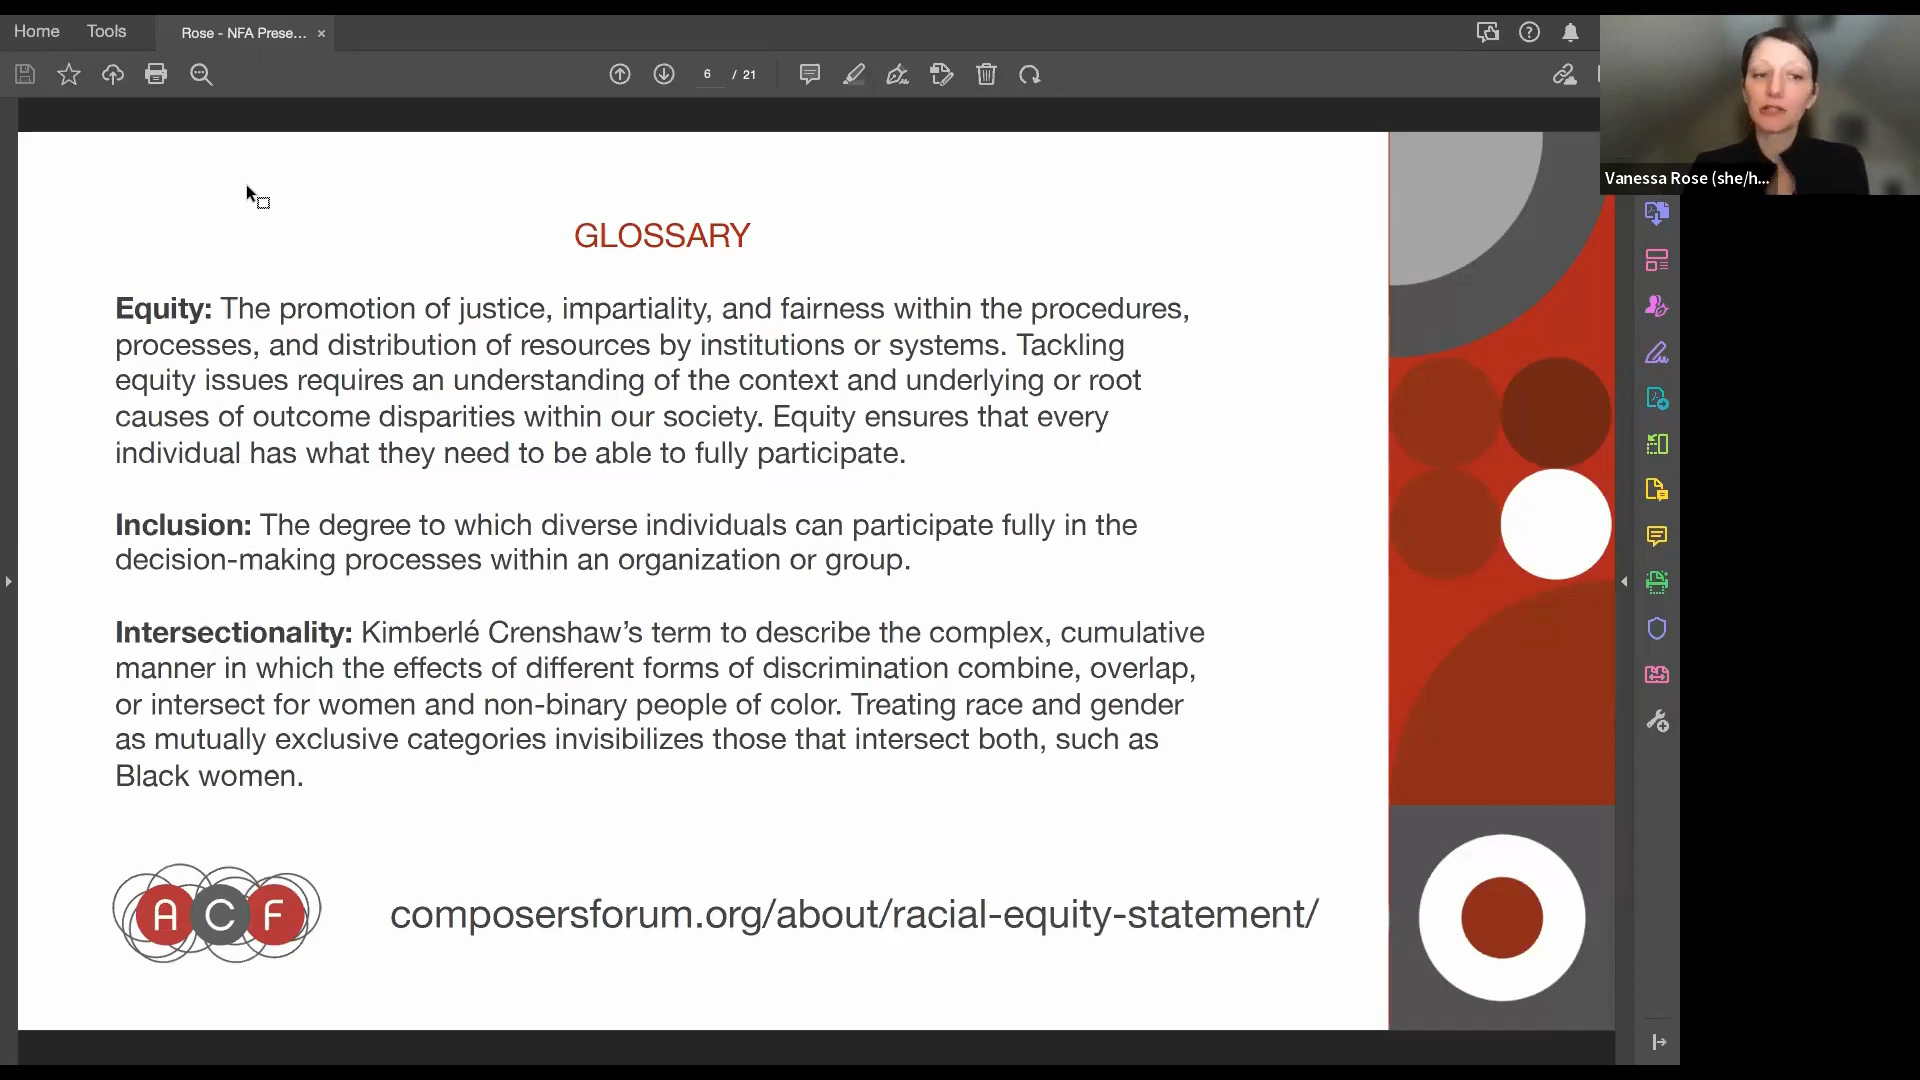 Home
Tools
Rose - NFA Prese...
6 / 21
Vanessa Rose (she/h...
GLOSSARY
Equity: The promotion of justice, impartiality, and fairness within the procedures,
processes, and distribution of resources by institutions or systems. Tackling
equity issues requires an understanding of the context and underlying or root
causes of outcome disparities within our society. Equity ensures that every
individual has what they need to be able to fully participate.
Inclusion: The degree to which diverse individuals can participate fully in the
decision-making processes within an organization or group.
Intersectionality: Kimberlé Crenshaw’s term to describe the complex, cumulative
manner in which the effects of different forms of discrimination combine, overlap,
or intersect for women and non-binary people of color. Treating race and gender
as mutually exclusive categories invisibilizes those that intersect both, such as
Black women.
ACF
composersforum.org/about/racial-equity-statement/